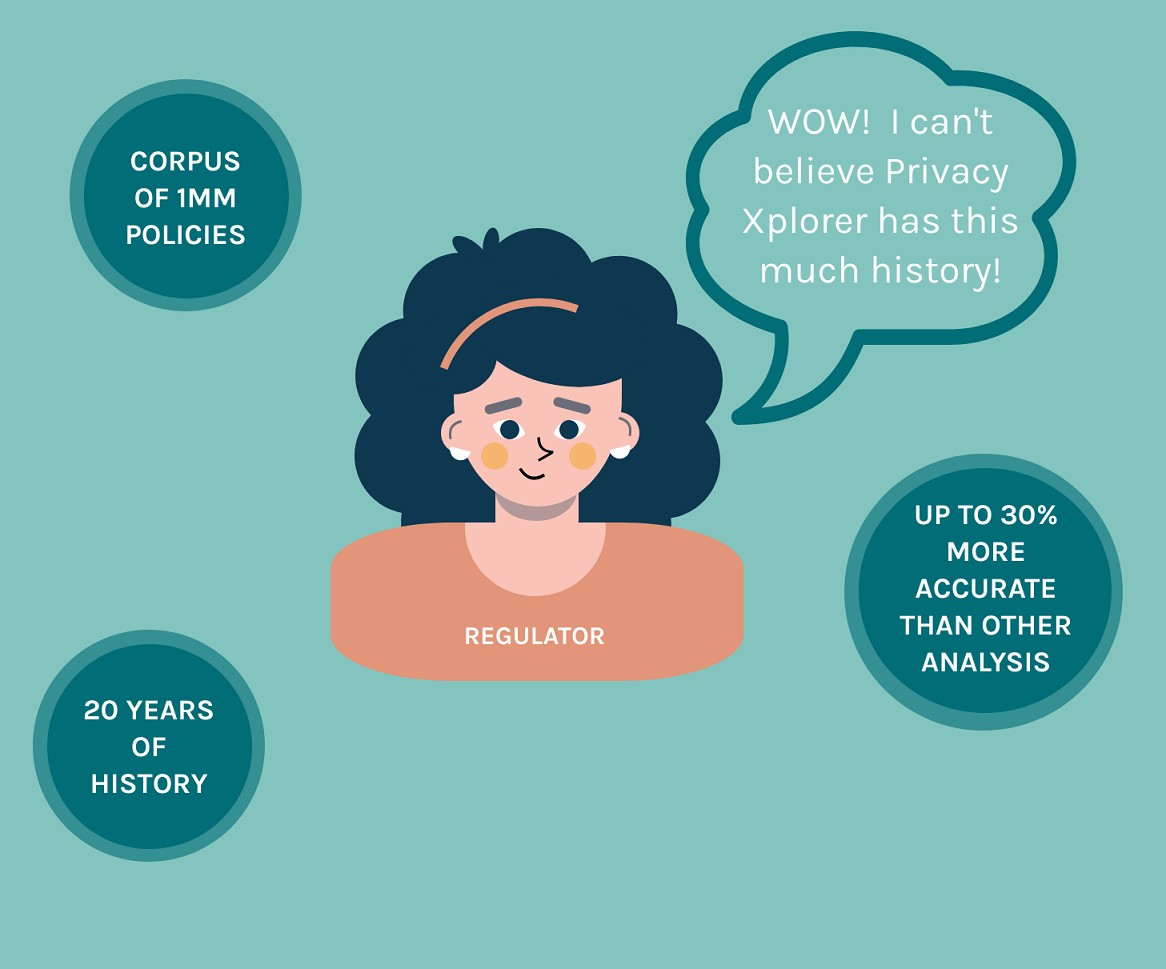 CORPUS
OF 1MM
POLICIES
WOW!  I can't
believe Privacy
Xplorer has this
much history!
UP TO 30%
MORE
ACCURATE
THAN OTHER
ANALYSIS
REGULATOR
20 YEARS
OF
HISTORY